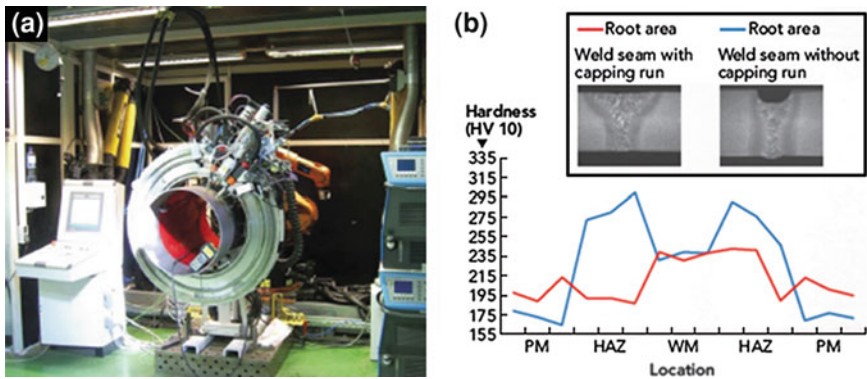 (a)
(b)
Root area
Root area
Weld seam with
capping run
Weld seam without
capping run
Hardness
(HV 10)
335
315
295
275
255
235
215
195
175
155
PM
HAZ
WM
HAZ
PM
Location